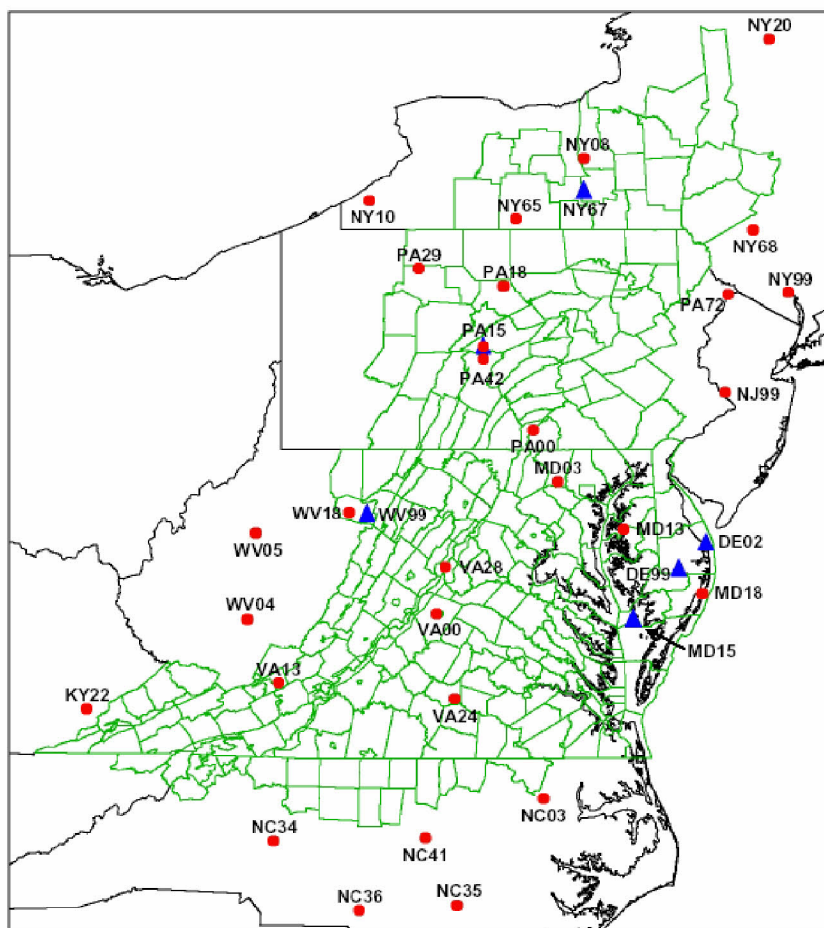 NY20
NY08
NY10
NY65
NY67
NY68
PA29
PA18
PA72
NY99
PA15
PA42
NJ99
PA00
MD03
WV18
WV99
MD13
WV05
DE02
VA28
DE99
MD18
WV04
VA00
MD15
VA13
KY22
VA24
NC03
NC34
NC41
NC36
NC35